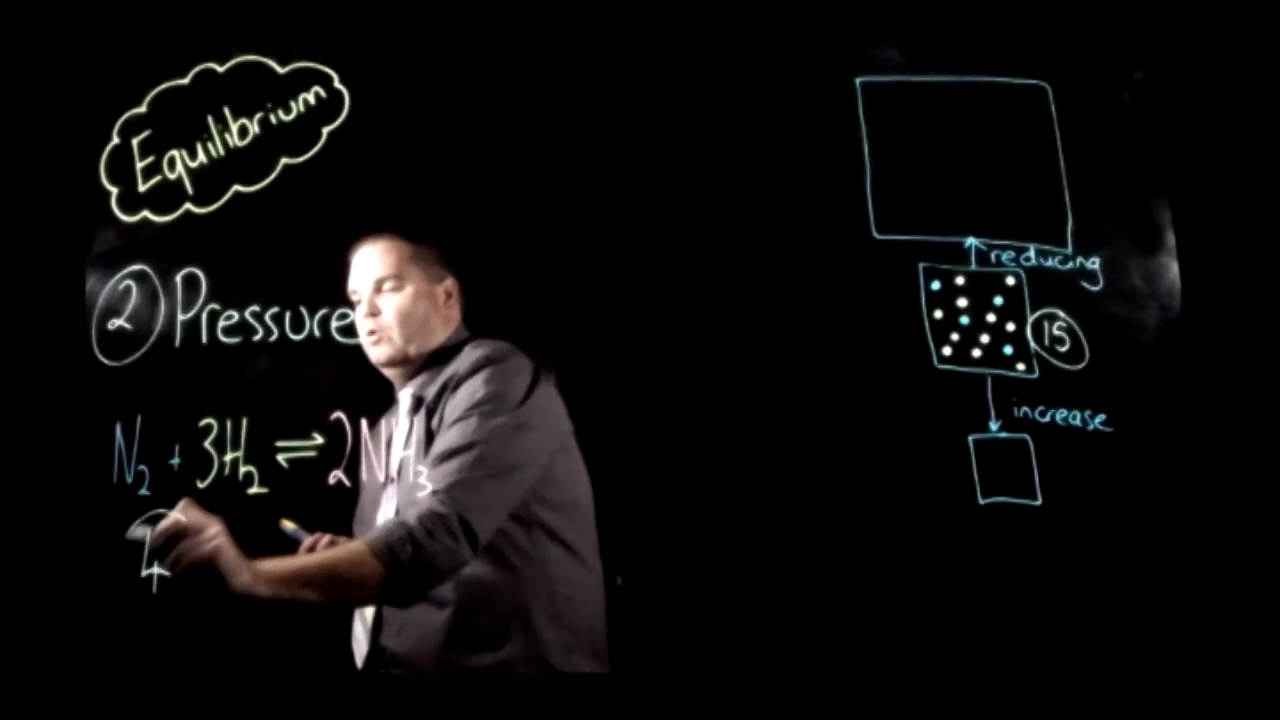 Equilibrium
2 Pressure
N₂ + 3H₂ ⇌ 2NH₃
reducing
15
increase